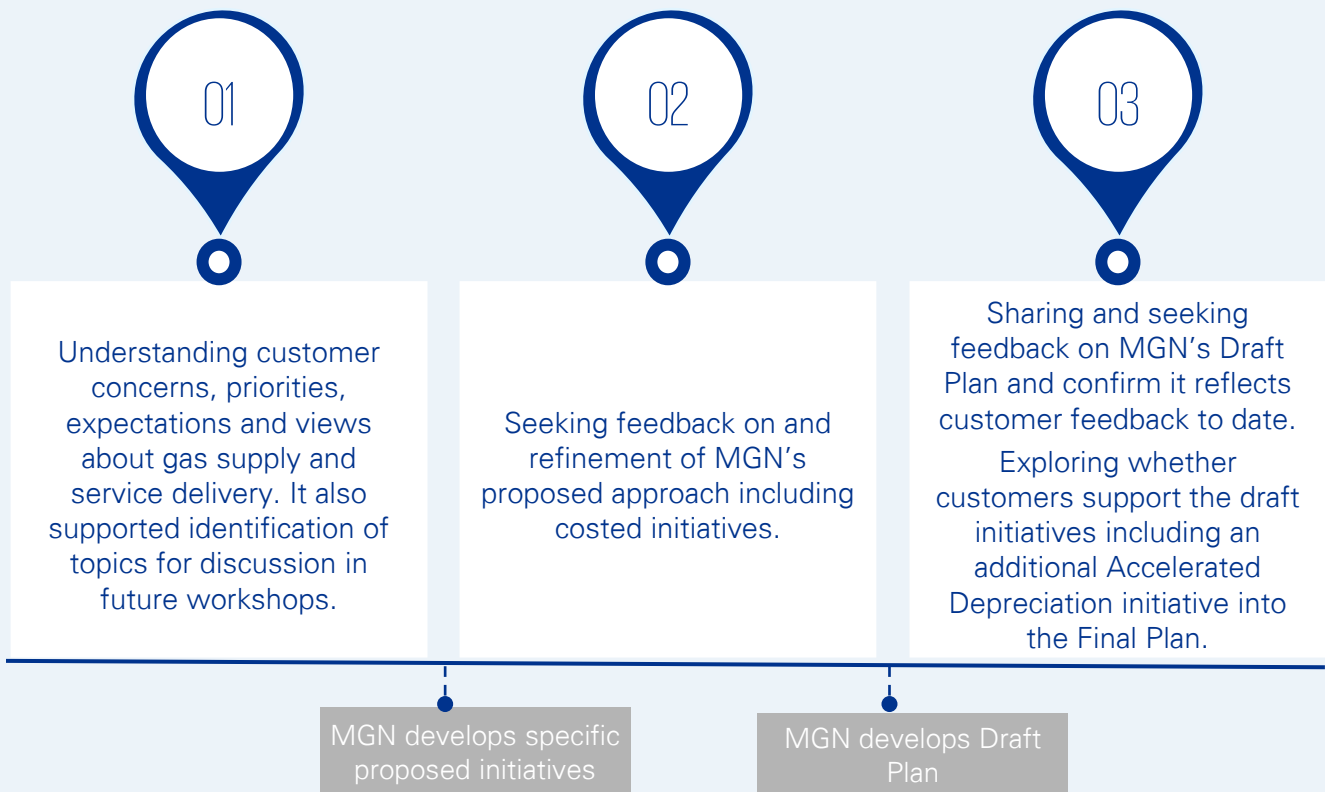 01
Understanding customer
concerns, priorities,
expectations and views
about gas supply and
service delivery. It also
supported identification of
topics for discussion in
future workshops.
02
Seeking feedback on and
refinement of MGN’s
proposed approach including
costed initiatives.
03
Sharing and seeking
feedback on MGN’s Draft
Plan and confirm it reflects
customer feedback to date.
Exploring whether
customers support the draft
initiatives including an
additional Accelerated
Depreciation initiative into
the Final Plan.
MGN develops specific
proposed initiatives
MGN develops Draft
Plan